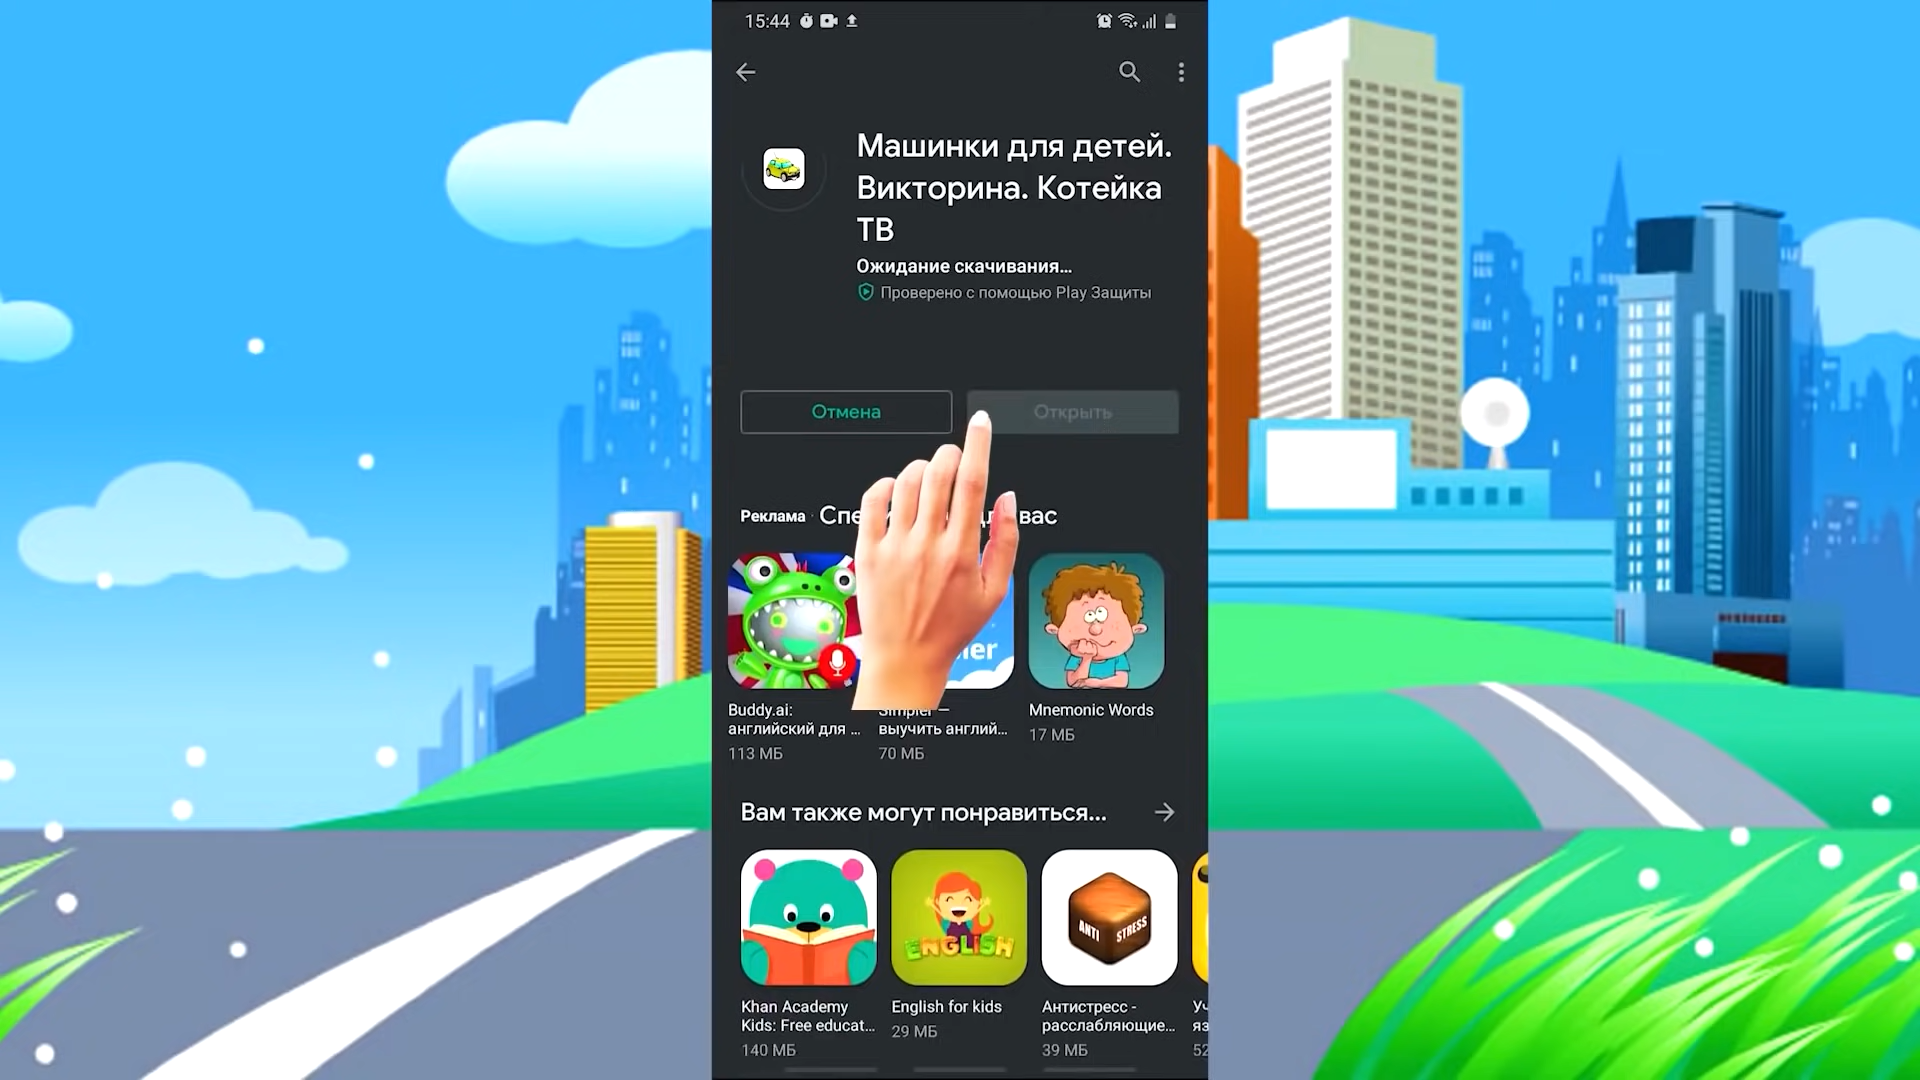 15:44
Машинки для детей.
Викторина. Котейка
ТВ
Ожидание скачивания...
Проверено с помощью Play Защиты
Отмена
Открыть
Реклама · вас
Buddy.ai:
английский для ...
113 МБ
Simpler —
выучить англий...
70 МБ
Mnemonic Words
17 МБ
Вам также могут понравиться...
ENGLISH
ANTI STRESS
Khan Academy
Kids: Free educat...
140 МБ
English for kids
29 МБ
Антистресс -
расслабляющие...
39 МБ